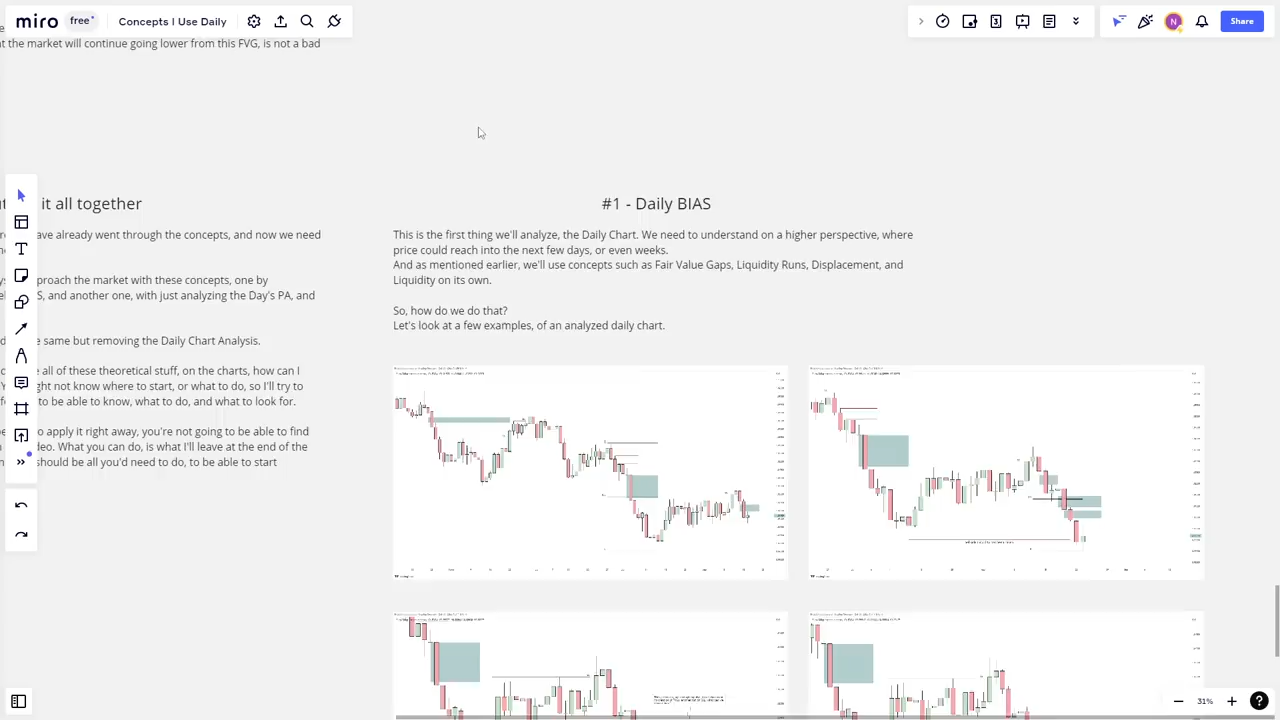 miro free Concepts I Use Daily
3
N
Share
t the market will continue going lower from this FVG, is not a bad
it all together
ave already went through the concepts, and now we need
proach the market with these concepts, one by
S, and another one, with just analyzing the Day's PA, and
e same but removing the Daily Chart Analysis.
all of these theoretical stuff, on the charts, how can I
ght not know where to start, or what to do, so I'll try to
to be able to know, what to do, and what to look for.
o apply it right away, you're not going to be able to find
eo. What you can do, is what I'll leave at the end of the
should be all you'd need to do, to be able to start
#1 - Daily BIAS
This is the first thing we'll analyze, the Daily Chart. We need to understand on a higher perspective, where
price could reach into the next few days, or even weeks.
And as mentioned earlier, we'll use concepts such as Fair Value Gaps, Liquidity Runs, Displacement, and
Liquidity on its own.
So, how do we do that?
Let's look at a few examples, of an analyzed daily chart.
31%